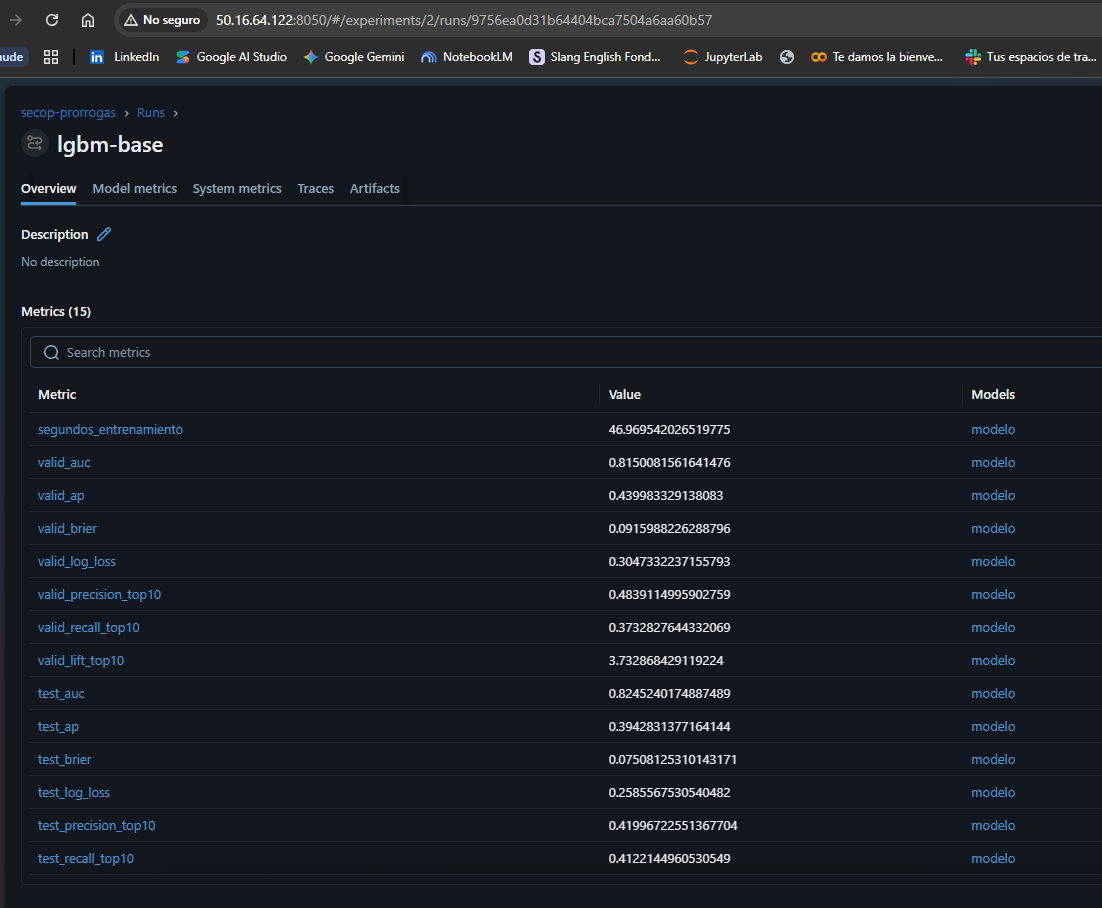 No seguro 50.16.64.122:8050/#/experiments/2/runs/9756ea0d31b64404bca7504a6aa60b57
aude LinkedIn Google AI Studio Google Gemini NotebookLM Slang English Fond... JupyterLab Te damos la bienve... Tus espacios de tra...
secop-prorrogas > Runs >
lgbm-base
Overview Model metrics System metrics Traces Artifacts
Description
No description
Metrics (15)
Search metrics
Metric Value Models
segundos_entrenamiento 46.969542026519775 modelo
valid_auc 0.8150081561641476 modelo
valid_ap 0.439983329138083 modelo
valid_brier 0.0915988226288796 modelo
valid_log_loss 0.3047332237155793 modelo
valid_precision_top10 0.4839114995902759 modelo
valid_recall_top10 0.3732827644332069 modelo
valid_lift_top10 3.732868429119224 modelo
test_auc 0.8245240174887489 modelo
test_ap 0.3942831377164144 modelo
test_brier 0.07508125310143171 modelo
test_log_loss 0.2585567530540482 modelo
test_precision_top10 0.41996722551367704 modelo
test_recall_top10 0.4122144960530549 modelo